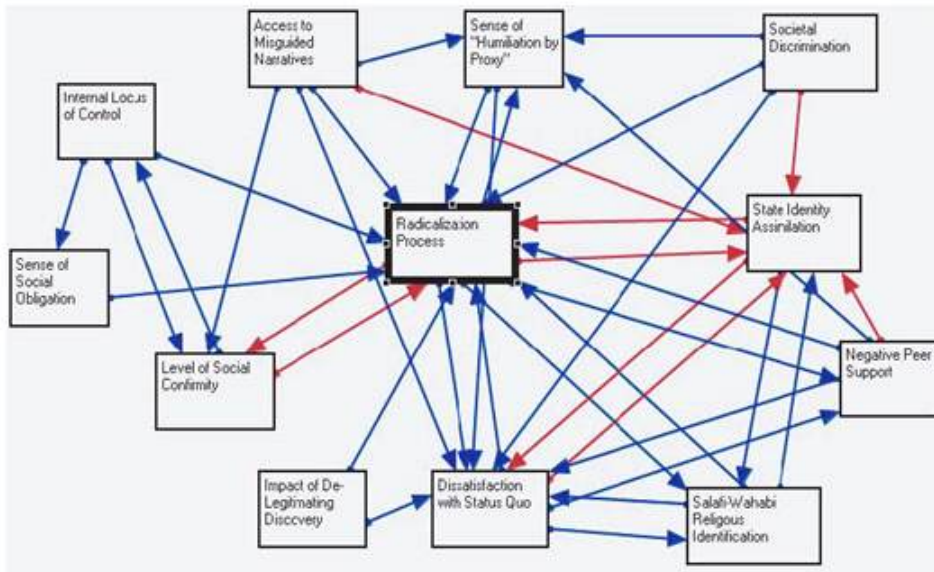 Access to
Misguided
Narratives
Sense of
"Humiliation by
Proxy"
Societal
Discrimination
Internal Locus
of Control
Radicalization
Process
State Identity
Assinilation
Sense of
Social
Obligation
Level of Social
Confirmity
Negative Peer
Support
Impact of De-
Legitimating
Discovery
Dissatisfaction
with Status Quo
Salafi-Wahabi
Religous
Identification